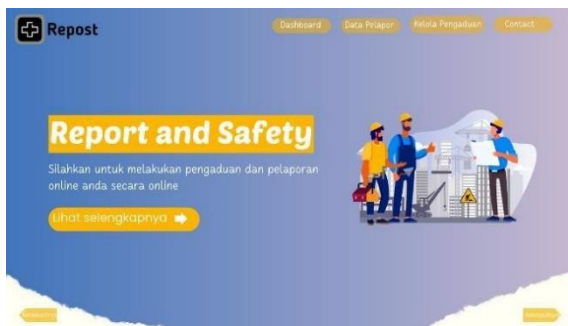 Repost
Dashboard
Data Pelapor
Kelola Pengaduan
Contact
Report and Safety
Silahkan untuk melakukan pengaduan dan pelaporan
online anda secara online
Lihat selengkapnya